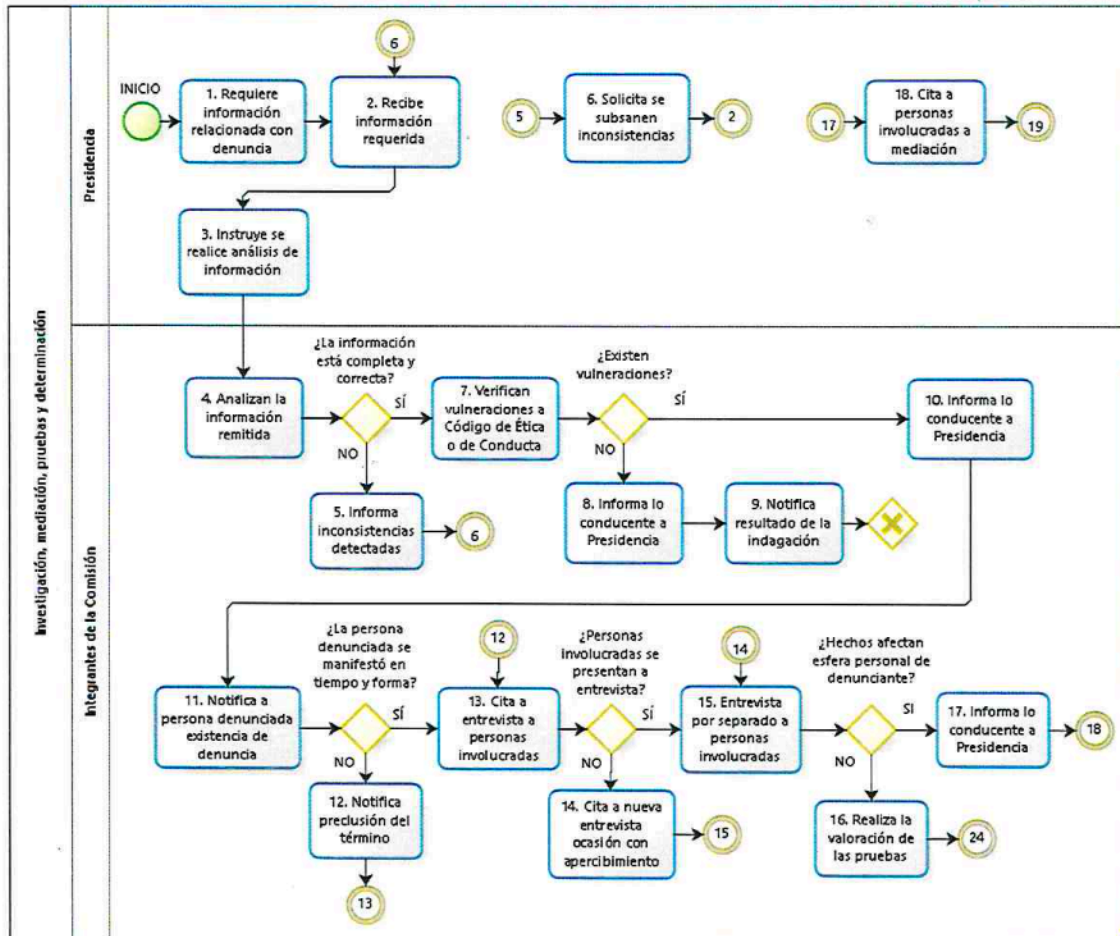 Investigación, mediación, pruebas y determinación
Presidencia
INICIO
1. Requiere
información
relacionada con
denuncia
6
2. Recibe
información
requerida
5
6. Solicita se
subsanen
inconsistencias
2
17
18. Cita a
personas
involucradas a
mediación
19
3. Instruye se
realice análisis de
información
Integrantes de la Comisión
4. Analizan la
información
remitida
¿La información
está completa y
correcta?
SÍ
NO
5. Informa
inconsistencias
detectadas
6
7. Verifican
vulneraciones a
Código de Ética
o de Conducta
¿Existen
vulneraciones?
SÍ
NO
8. Informa lo
conducente a
Presidencia
9. Notifica
resultado de la
indagación
10. Informa lo
conducente a
Presidencia
11. Notifica a
persona denunciada
existencia de
denuncia
¿La persona
denunciada se
manifestó en
tiempo y forma?
SÍ
NO
12. Notifica
preclusión del
término
13
12
13. Cita a
entrevista a
personas
involucradas
¿Personas
involucradas se
presentan a
entrevista?
SÍ
NO
14. Cita a nueva
entrevista
ocasión con
apercibimiento
15
14
15. Entrevista
por separado a
personas
involucradas
¿Hechos afectan
esfera personal de
denunciante?
SI
NO
16. Realiza la
valoración de
las pruebas
24
17. Informa lo
conducente a
Presidencia
18